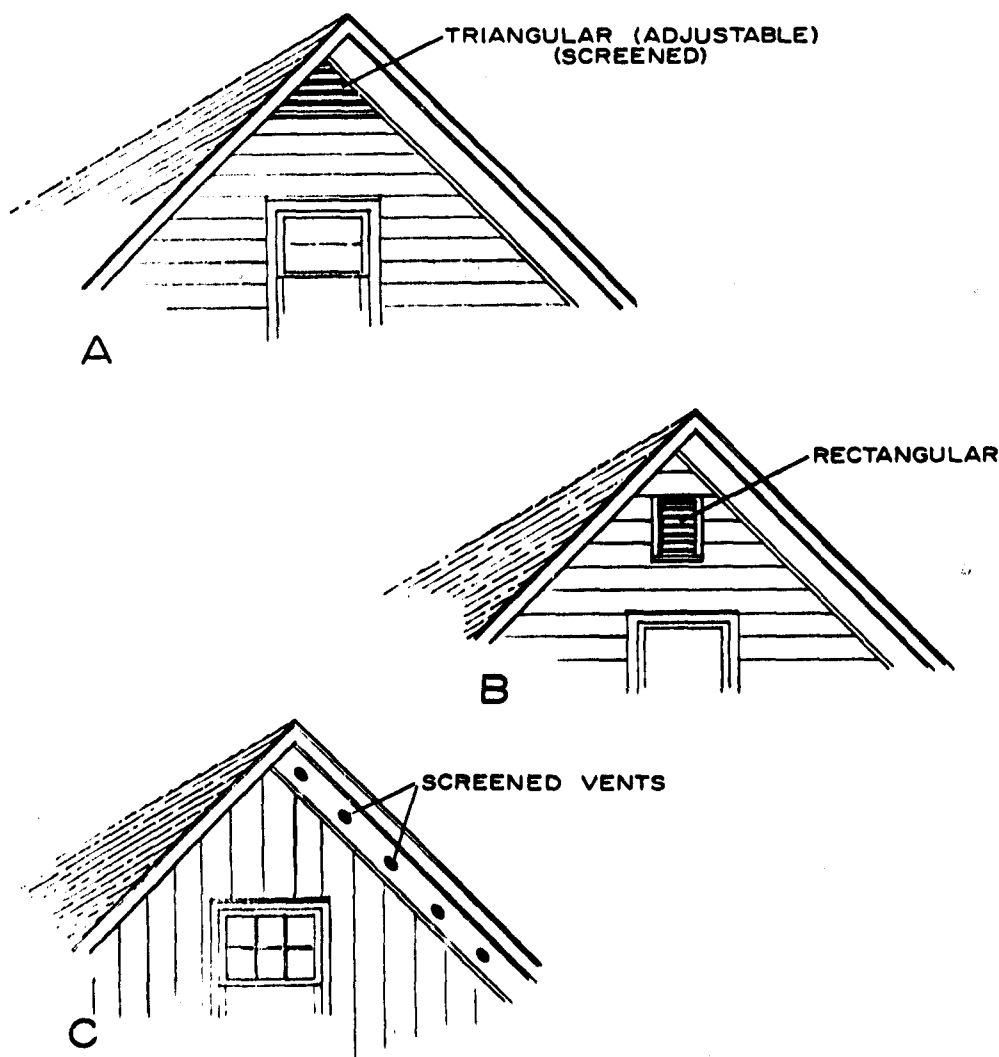 TRIANGULAR (ADJUSTABLE)
(SCREENED)
A
RECTANGULAR
B
SCREENED VENTS
C